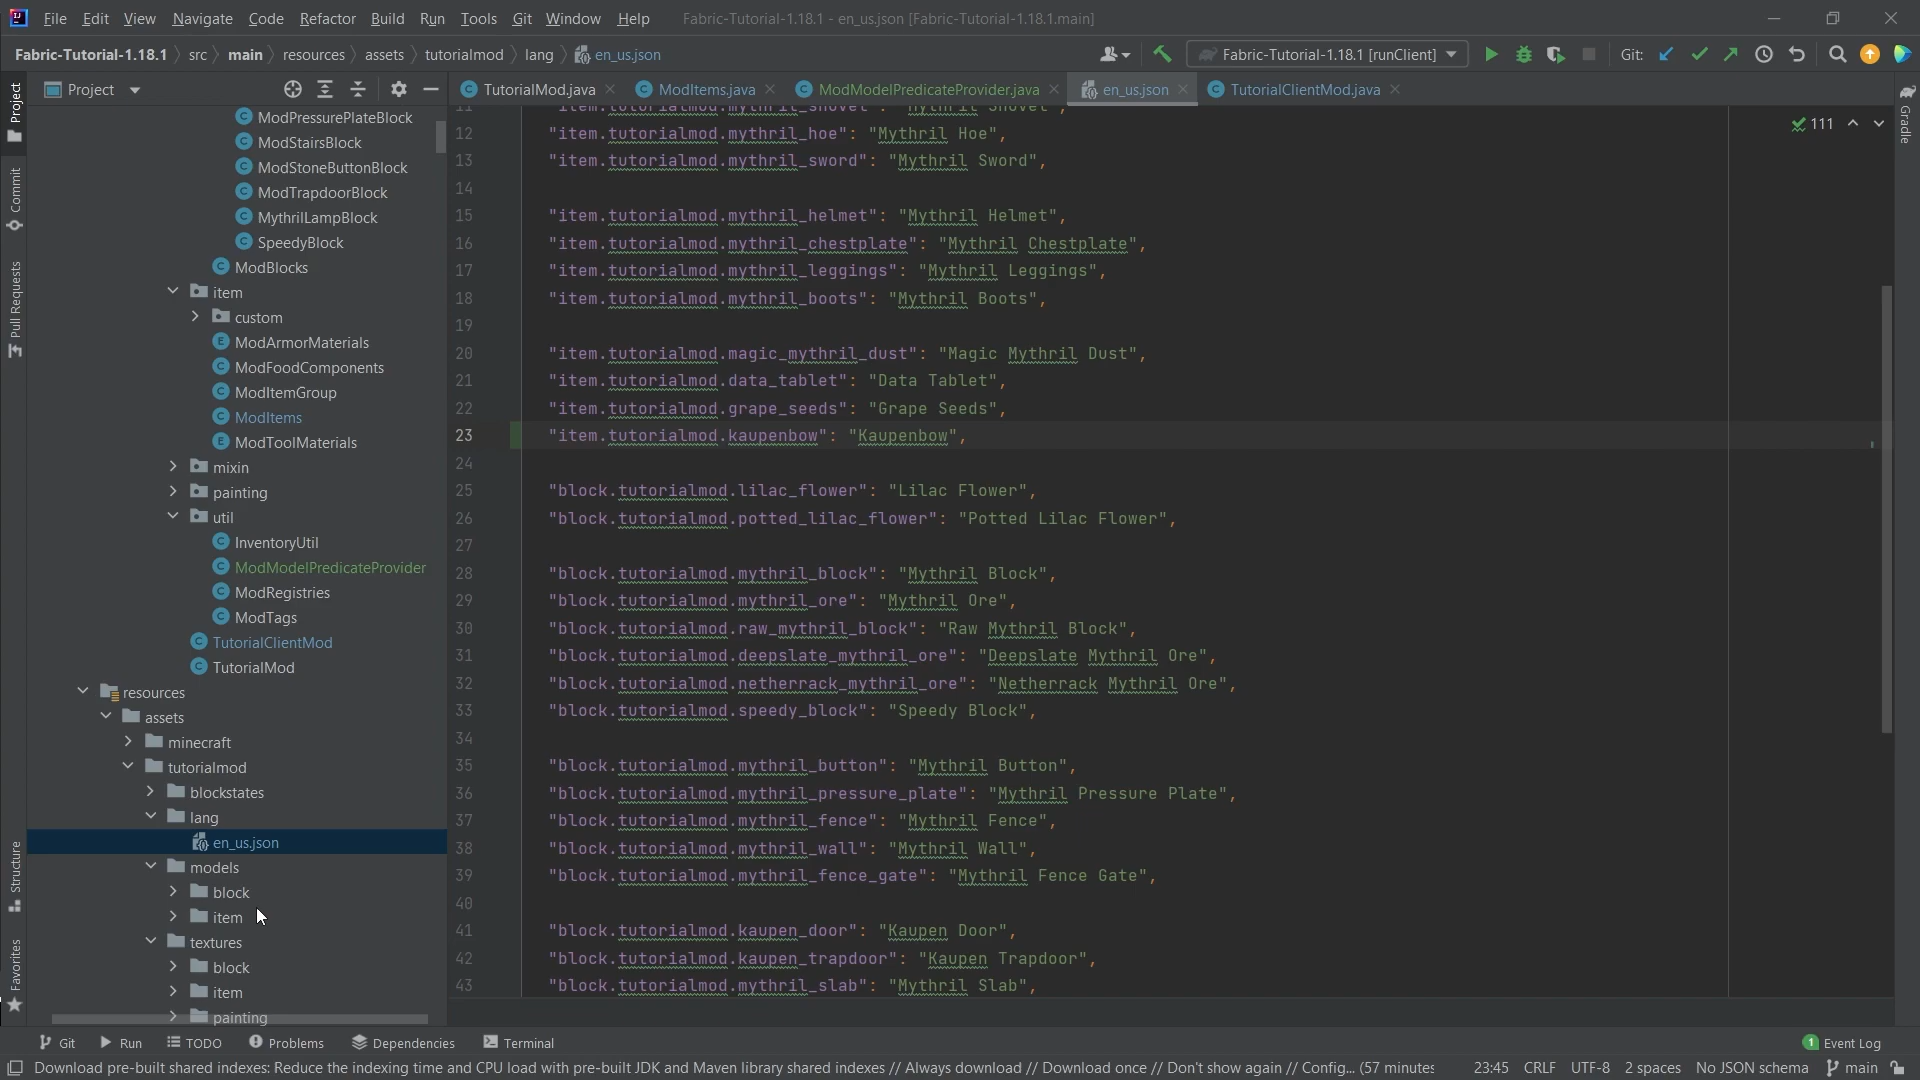 File Edit View Navigate Code Refactor Build Run Tools Git Window Help Fabric-Tutorial-1.18.1 - en_us.json [Fabric-Tutorial-1.18.1.main]
Fabric-Tutorial-1.18.1 src main resources assets tutorialmod lang en_us.json Fabric-Tutorial-1.18.1 [runClient] Git:
Project
TutorialMod.java ModItems.java ModModelPredicateProvider.java en_us.json TutorialClientMod.java
Project
Commit
Pull Requests
Structure
Favorites
Gradle
ModPressurePlateBlock
ModStairsBlock
ModStoneButtonBlock
ModTrapdoorBlock
MythrilLampBlock
SpeedyBlock
ModBlocks
item
custom
ModArmorMaterials
ModFoodComponents
ModItemGroup
ModItems
ModToolMaterials
mixin
painting
util
InventoryUtil
ModModelPredicateProvider
ModRegistries
ModTags
TutorialClientMod
TutorialMod
resources
assets
minecraft
tutorialmod
blockstates
lang
en_us.json
models
block
item
textures
block
item
painting
111
11 "item.tutorialmod.mythril_shovel": "Mythril Shovel",
12 "item.tutorialmod.mythril_hoe": "Mythril Hoe",
13 "item.tutorialmod.mythril_sword": "Mythril Sword",
14
15 "item.tutorialmod.mythril_helmet": "Mythril Helmet",
16 "item.tutorialmod.mythril_chestplate": "Mythril Chestplate",
17 "item.tutorialmod.mythril_leggings": "Mythril Leggings",
18 "item.tutorialmod.mythril_boots": "Mythril Boots",
19
20 "item.tutorialmod.magic_mythril_dust": "Magic Mythril Dust",
21 "item.tutorialmod.data_tablet": "Data Tablet",
22 "item.tutorialmod.grape_seeds": "Grape Seeds",
23 "item.tutorialmod.kaupenbow": "Kaupenbow",
24
25 "block.tutorialmod.lilac_flower": "Lilac Flower",
26 "block.tutorialmod.potted_lilac_flower": "Potted Lilac Flower",
27
28 "block.tutorialmod.mythril_block": "Mythril Block",
29 "block.tutorialmod.mythril_ore": "Mythril Ore",
30 "block.tutorialmod.raw_mythril_block": "Raw Mythril Block",
31 "block.tutorialmod.deepslate_mythril_ore": "Deepslate Mythril Ore",
32 "block.tutorialmod.netherrack_mythril_ore": "Netherrack Mythril Ore",
33 "block.tutorialmod.speedy_block": "Speedy Block",
34
35 "block.tutorialmod.mythril_button": "Mythril Button",
36 "block.tutorialmod.mythril_pressure_plate": "Mythril Pressure Plate",
37 "block.tutorialmod.mythril_fence": "Mythril Fence",
38 "block.tutorialmod.mythril_wall": "Mythril Wall",
39 "block.tutorialmod.mythril_fence_gate": "Mythril Fence Gate",
40
41 "block.tutorialmod.kaupen_door": "Kaupen Door",
42 "block.tutorialmod.kaupen_trapdoor": "Kaupen Trapdoor",
43 "block.tutorialmod.mythril_slab": "Mythril Slab",
Git Run TODO Problems Dependencies Terminal 1 Event Log
Download pre-built shared indexes: Reduce the indexing time and CPU load with pre-built JDK and Maven library shared indexes // Always download // Download once // Don't show again // Config... (57 minutes 23:45 CRLF UTF-8 2 spaces No JSON schema main